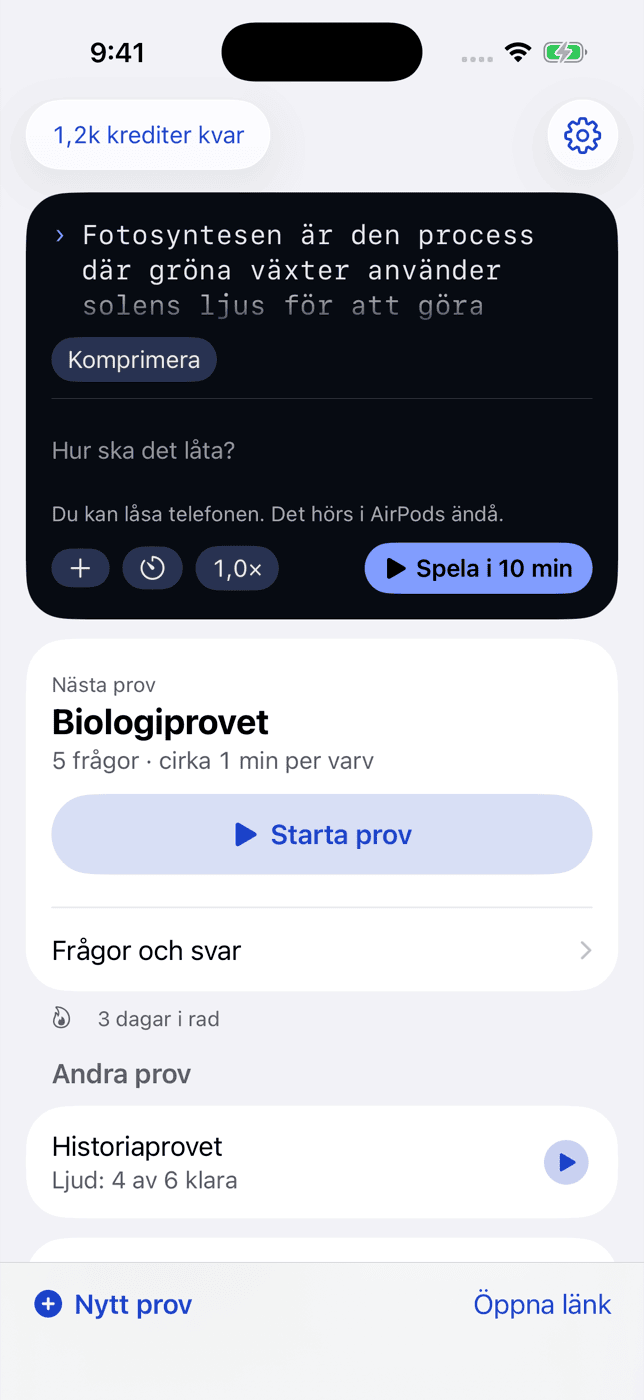 9:41
1,2k krediter kvar
› Fotosyntesen är den process
där gröna växter använder
solens ljus för att göra
Komprimera
Hur ska det låta?
Du kan låsa telefonen. Det hörs i AirPods ändå.
1,0×
Spela i 10 min
Nästa prov
Biologiprovet
5 frågor · cirka 1 min per varv
Starta prov
Frågor och svar
3 dagar i rad
Andra prov
Historiaprovet
Ljud: 4 av 6 klara
Nytt prov
Öppna länk